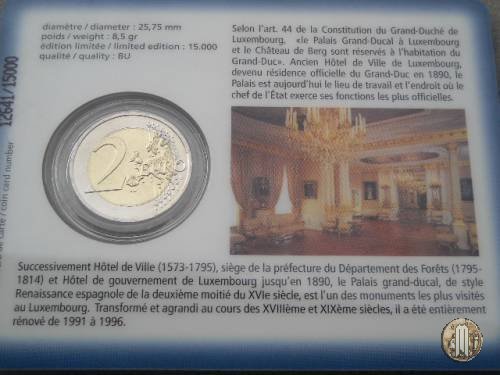 diamètre / diameter : 25,75 mm
poids / weight : 8,5 gr
édition limitée / limited edition : 15.000
qualité / quality : BU
Selon l'art. 44 de la Constitution du Grand-Duché de
Luxembourg, «le Palais Grand-Ducal à Luxembourg
et le Château de Berg sont réservés à l'habitation du
Grand-Duc». Ancien Hôtel de Ville de Luxembourg,
devenu résidence officielle du Grand-Duc en 1890, le
Palais est aujourd'hui le lieu de travail et l'endroit où le
chef de l'Etat exerce ses fonctions les plus officielles.
12641/15000
de carte / coin card number
2
Successivement Hôtel de Ville (1573-1795), siège de la préfecture du Département des Forêts (1795-
1814) et Hôtel de gouvernement de Luxembourg jusqu'en 1890, le Palais grand-ducal, de style
Renaissance espagnole de la deuxième moitié du XVIe siècle, est l'un des monuments les plus visités
au Luxembourg. Transformé et agrandi au cours des XVIIIème et XIXème siècles, il a été entièrement
rénové de 1991 à 1996.